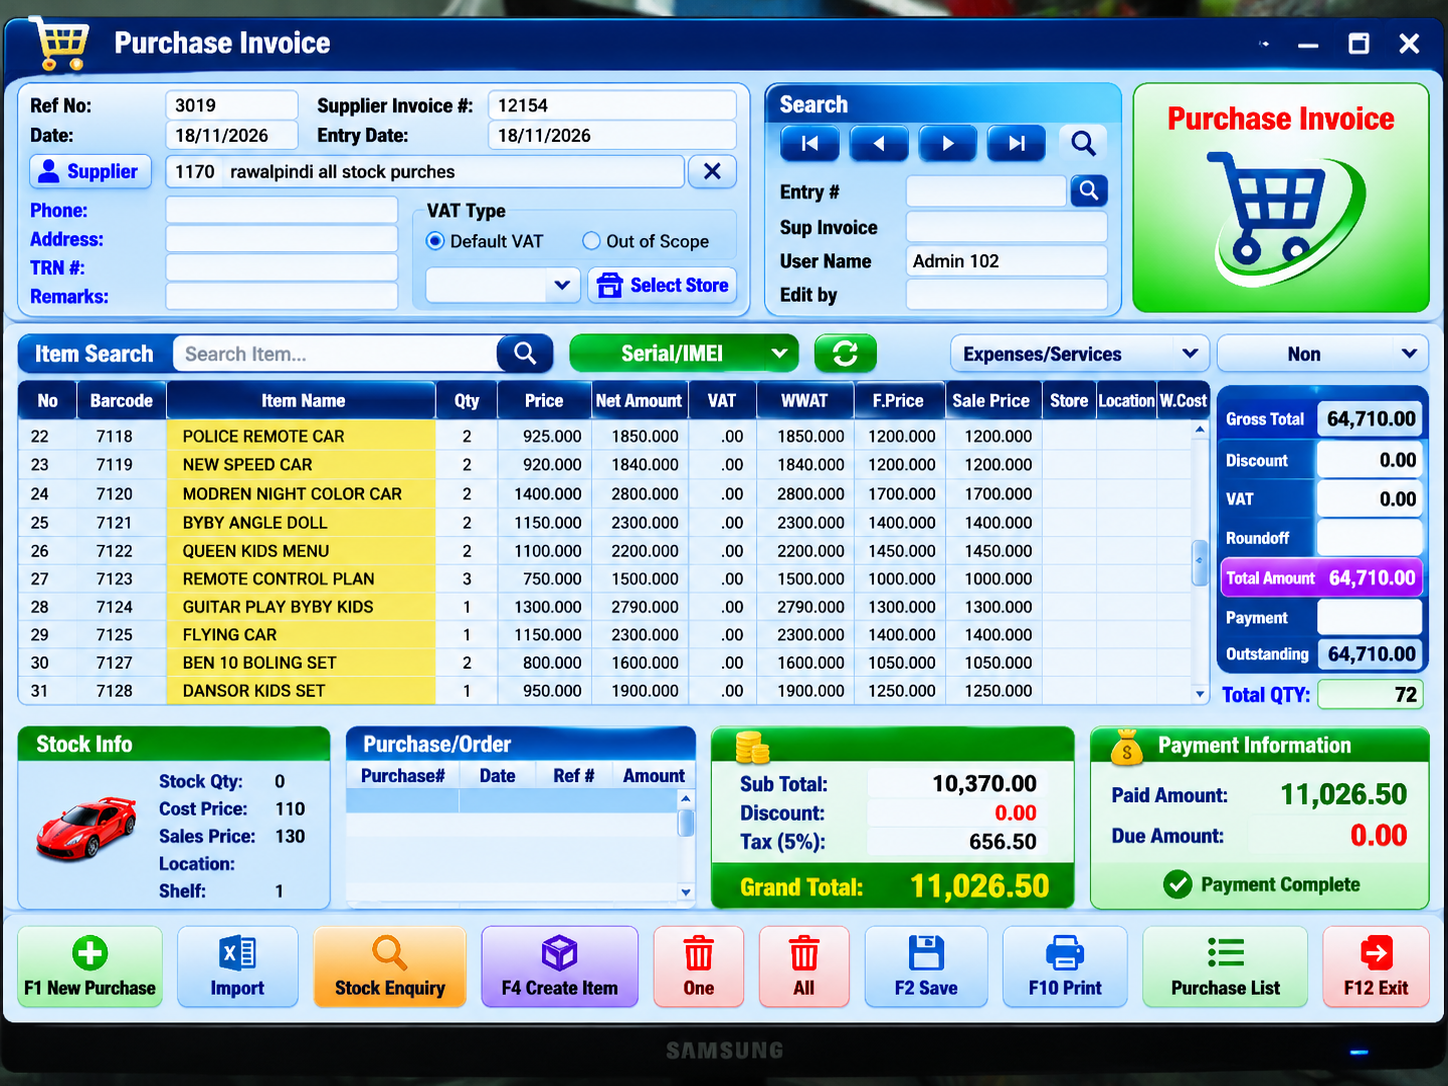 Purchase Invoice
Ref No: 3019 Supplier Invoice #: 12154
Date: 18/11/2026 Entry Date: 18/11/2026
Supplier 1170 rawalpindi all stock purches
Phone:
Address:
TRN #:
Remarks:
VAT Type
Default VAT Out of Scope
Select Store
Search
Entry #
Sup Invoice
User Name Admin 102
Edit by
Purchase Invoice
Item Search Search Item... Serial/IMEI Expenses/Services Non
No Barcode Item Name Qty Price Net Amount VAT WWAT F.Price Sale Price Store Location W.Cost
22 7118 POLICE REMOTE CAR 2 925.000 1850.000 .00 1850.000 1200.000 1200.000
23 7119 NEW SPEED CAR 2 920.000 1840.000 .00 1840.000 1200.000 1200.000
24 7120 MODREN NIGHT COLOR CAR 2 1400.000 2800.000 .00 2800.000 1700.000 1700.000
25 7121 BYBY ANGLE DOLL 2 1150.000 2300.000 .00 2300.000 1400.000 1400.000
26 7122 QUEEN KIDS MENU 2 1100.000 2200.000 .00 2200.000 1450.000 1450.000
27 7123 REMOTE CONTROL PLAN 3 750.000 1500.000 .00 1500.000 1000.000 1000.000
28 7124 GUITAR PLAY BYBY KIDS 1 1300.000 2790.000 .00 2790.000 1300.000 1300.000
29 7125 FLYING CAR 1 1150.000 2300.000 .00 2300.000 1400.000 1400.000
30 7127 BEN 10 BOLING SET 2 800.000 1600.000 .00 1600.000 1050.000 1050.000
31 7128 DANSOR KIDS SET 1 950.000 1900.000 .00 1900.000 1250.000 1250.000
Gross Total 64,710.00
Discount 0.00
VAT 0.00
Roundoff
Total Amount 64,710.00
Payment
Outstanding 64,710.00
Total QTY: 72
Stock Info
Stock Qty: 0
Cost Price: 110
Sales Price: 130
Location:
Shelf: 1
Purchase/Order
Purchase# Date Ref # Amount
Sub Total: 10,370.00
Discount: 0.00
Tax (5%): 656.50
Grand Total: 11,026.50
$ Payment Information
Paid Amount: 11,026.50
Due Amount: 0.00
Payment Complete
F1 New Purchase X Import Stock Enquiry F4 Create Item One All F2 Save F10 Print Purchase List F12 Exit
SAMSUNG